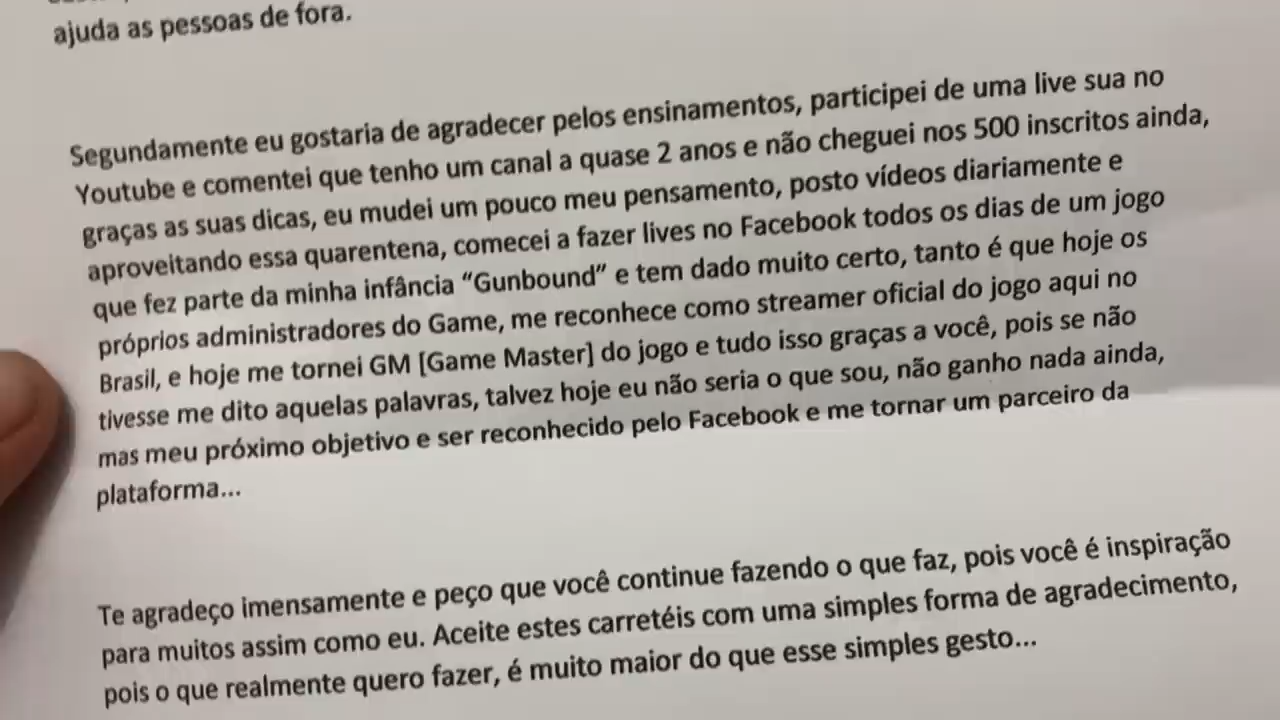 ajuda as pessoas de fora.
Segundamente eu gostaria de agradecer pelos ensinamentos, participei de uma live sua no
Youtube e comentei que tenho um canal a quase 2 anos e não cheguei nos 500 inscritos ainda,
graças as suas dicas, eu mudei um pouco meu pensamento, posto vídeos diariamente e
aproveitando essa quarentena, comecei a fazer lives no Facebook todos os dias de um jogo
que fez parte da minha infância “Gunbound” e tem dado muito certo, tanto é que hoje os
próprios administradores do Game, me reconhece como streamer oficial do jogo aqui no
Brasil, e hoje me tornei GM [Game Master] do jogo e tudo isso graças a você, pois se não
tivesse me dito aquelas palavras, talvez hoje eu não seria o que sou, não ganho nada ainda,
mas meu próximo objetivo e ser reconhecido pelo Facebook e me tornar um parceiro da
plataforma...
Te agradeço imensamente e peço que você continue fazendo o que faz, pois você é inspiração
para muitos assim como eu. Aceite estes carretéis com uma simples forma de agradecimento,
pois o que realmente quero fazer, é muito maior do que esse simples gesto...